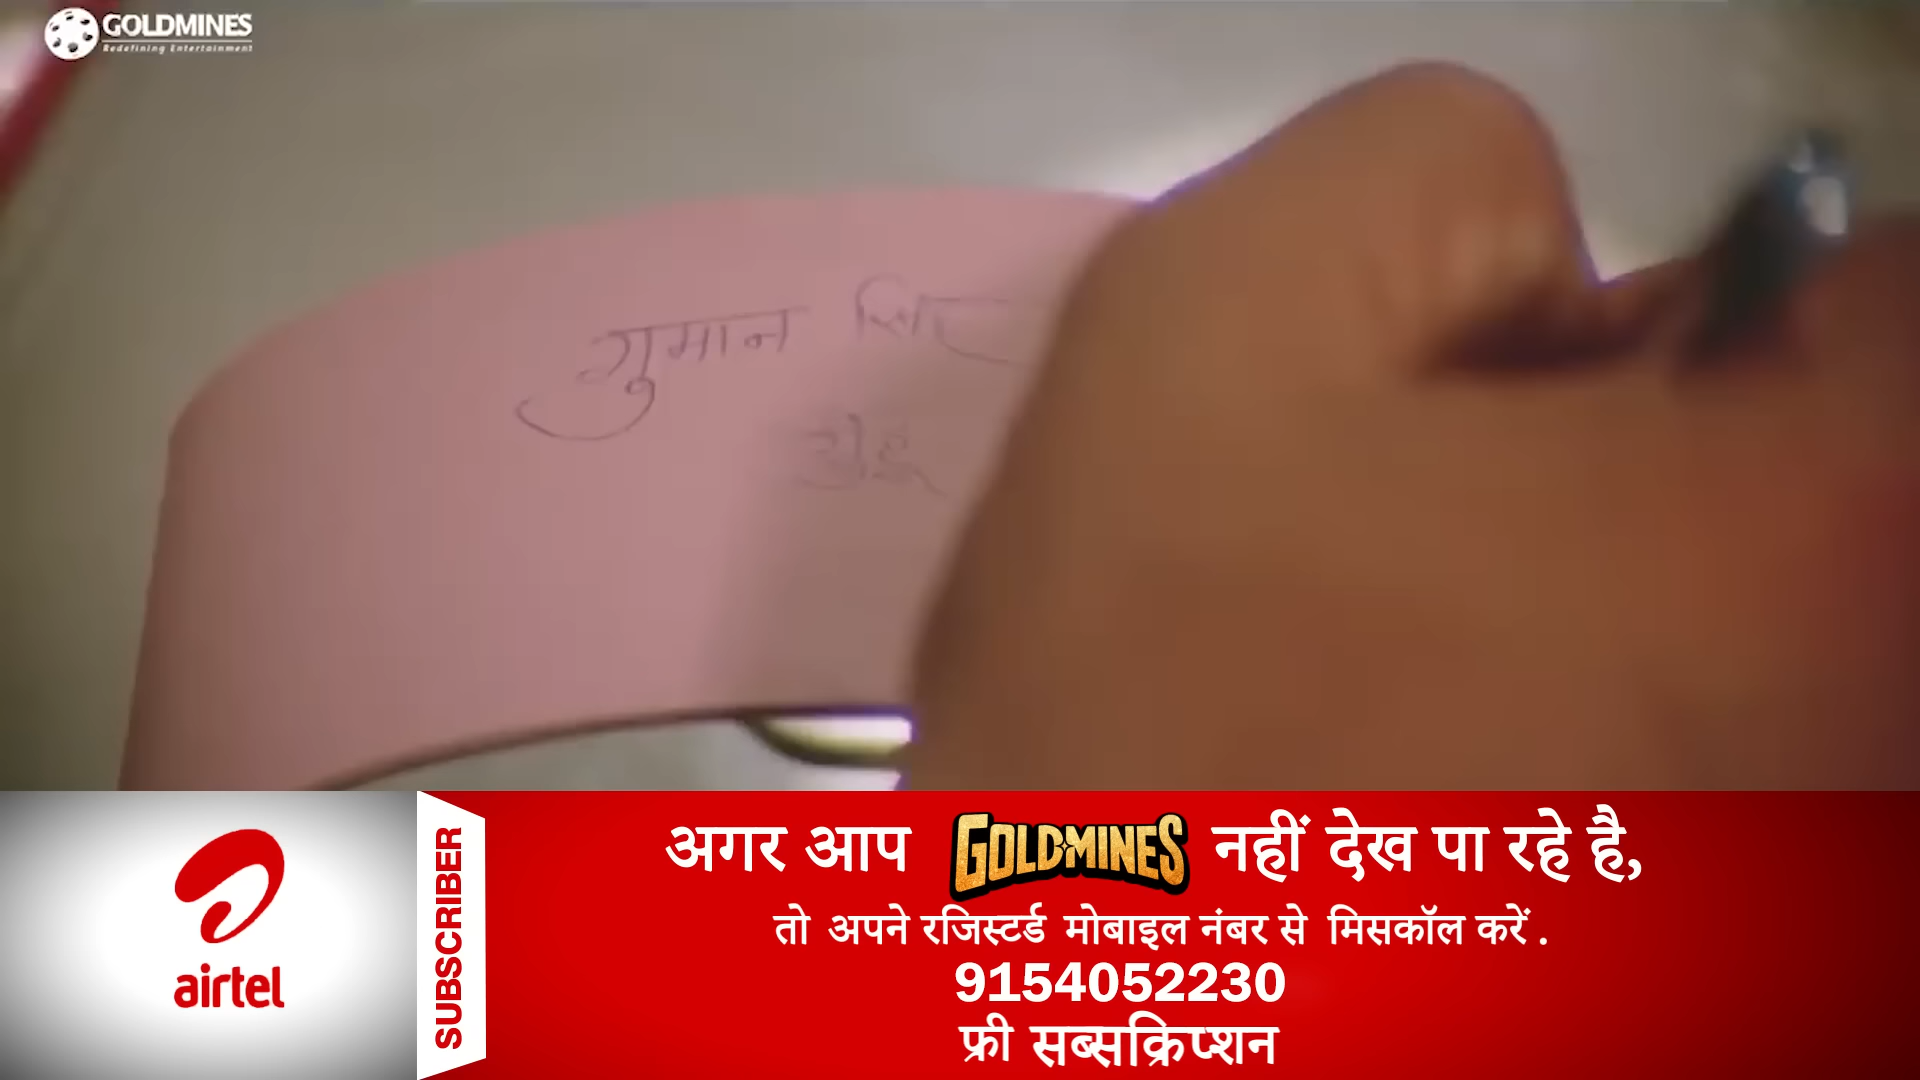 GOLDMINES
Redefining Entertainment
गुमान सिंह
airtel
SUBSCRIBER
अगर आप GOLDMINES नहीं देख पा रहे है,
तो अपने रजिस्टर्ड मोबाइल नंबर से मिसकॉल करें .
9154052230
फ्री सब्सक्रिप्शन